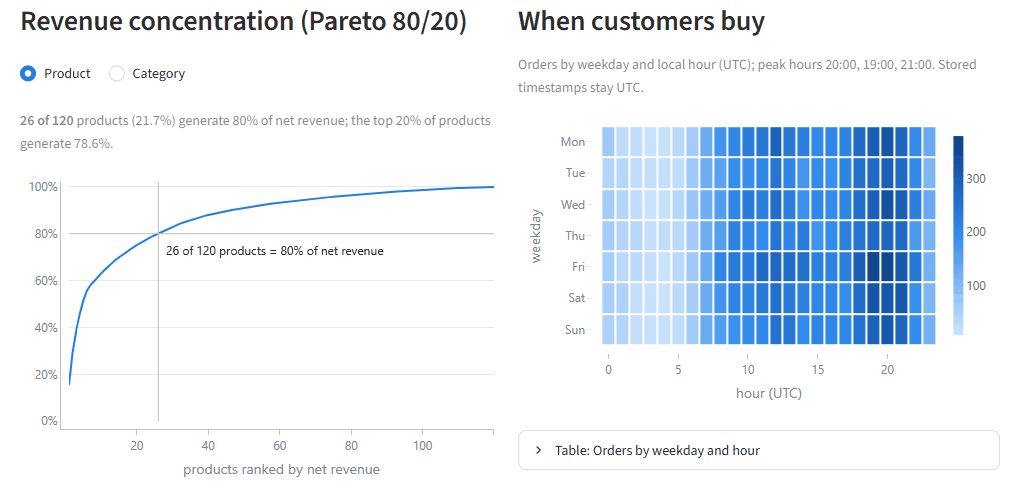 Revenue concentration (Pareto 80/20)
Product
Category
26 of 120 products (21.7%) generate 80% of net revenue; the top 20% of products
generate 78.6%.
100%
80%
60%
40%
20%
0%
26 of 120 products = 80% of net revenue
20
40
60
80
100
products ranked by net revenue
When customers buy
Orders by weekday and local hour (UTC); peak hours 20:00, 19:00, 21:00. Stored
timestamps stay UTC.
weekday
Mon
Tue
Wed
Thu
Fri
Sat
Sun
0
5
10
15
20
hour (UTC)
300
200
100
Table: Orders by weekday and hour